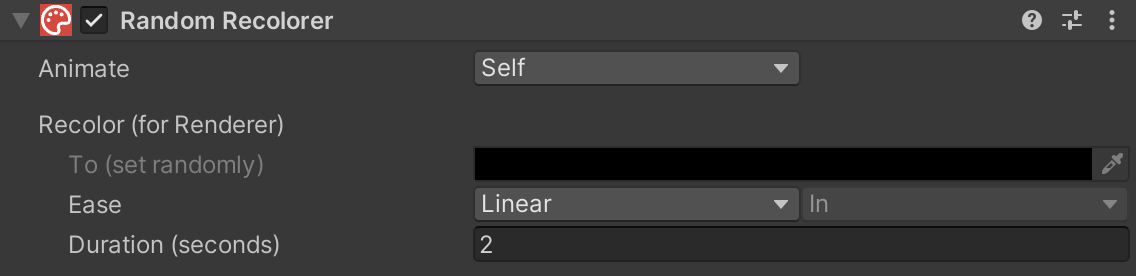 Random Recolorer
Animate Self
Recolor (for Renderer)
To (set randomly)
Ease Linear In
Duration (seconds) 2